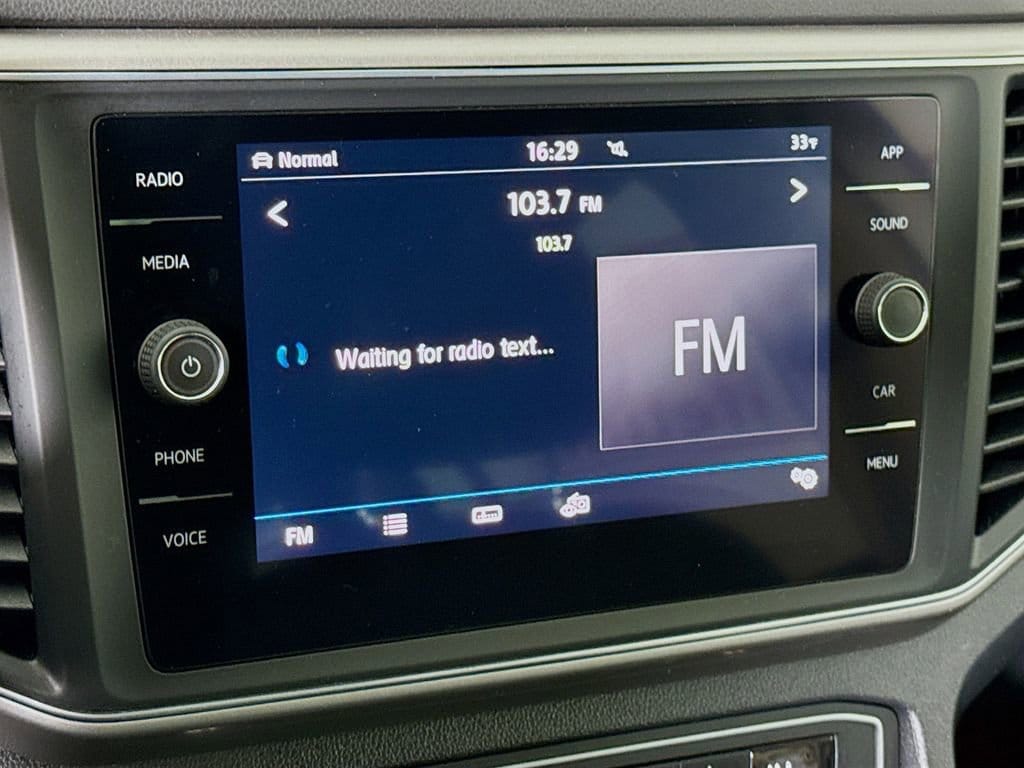 RADIO
MEDIA
PHONE
VOICE
Normal
16:29
33°F
103.7 FM
103.7
Waiting for radio text...
FM
FM
APP
SOUND
CAR
MENU